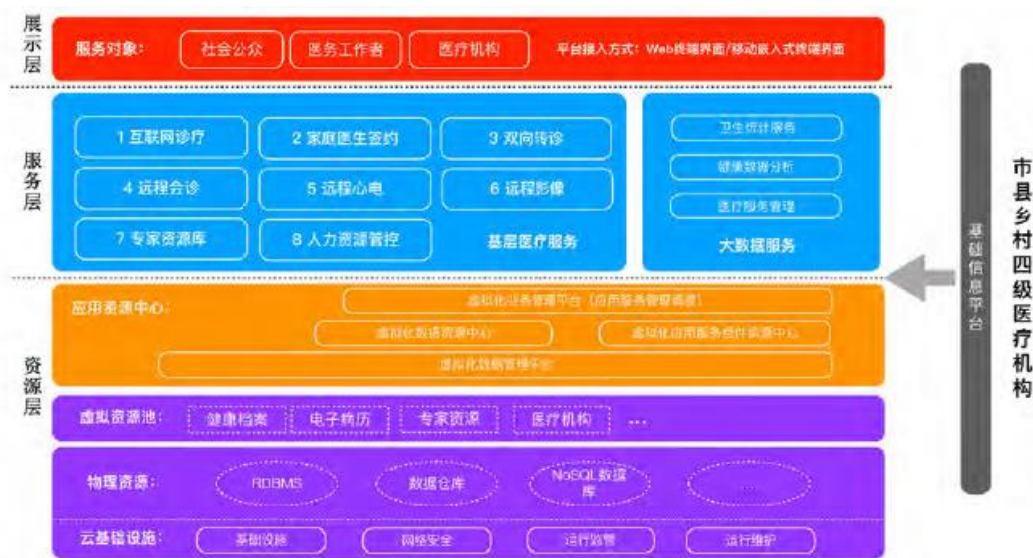 展示层
服务对象： 社会公众 医务工作者 医疗机构 平台接入方式：Web终端界面/移动嵌入式终端界面
服务层
1 互联网诊疗 2 家庭医生签约 3 双向转诊
4 远程会诊 5 远程心电 6 远程影像
7 专家资源库 8 人力资源管控 基层医疗服务
卫生统计服务
健康数据分析
医疗服务管理
大数据服务
资源层
应用资源中心：
虚拟化业务管理平台（应用服务管理调度）
虚拟化数据资源中心 虚拟化应用服务组件资源中心
虚拟化数据管理平台
虚拟资源池： 健康档案 电子病历 专家资源 医疗机构 ...
物理资源： RDBMS 数据仓库 NoSQL数据库 ...
云基础设施： 基础设施 网络安全 运行监管 运行维护
基础信息平台
市县乡村四级医疗机构